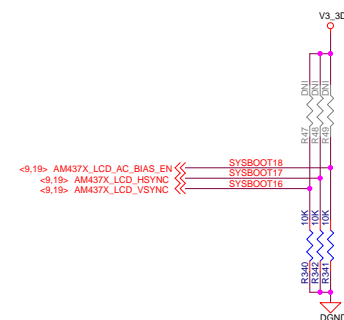 V3_3D
DNI DNI DNI
R47 R48 R49
<9,19> AM437X_LCD_AC_BIAS_EN SYSBOOT18
<9,19> AM437X_LCD_HSYNC SYSBOOT17
<9,19> AM437X_LCD_VSYNC SYSBOOT16
10K 10K 10K
R340 R342 R341
DGND